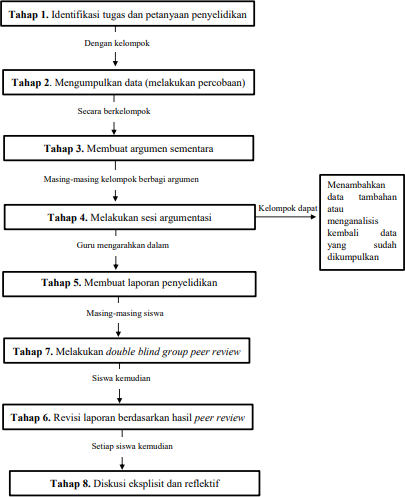 Tahap 1. Identifikasi tugas dan petanyaan penyelidikan
Dengan kelompok
Tahap 2. Mengumpulkan data (melakukan percobaan)
Secara berkelompok
Tahap 3. Membuat argumen sementara
Masing-masing kelompok berbagi argumen
Tahap 4. Melakukan sesi argumentasi
Kelompok dapat
Menambahkan
data tambahan
atau
menganalisis
kembali data
yang sudah
dikumpulkan
Guru mengarahkan dalam
Tahap 5. Membuat laporan penyelidikan
Masing-masing siswa
Tahap 7. Melakukan double blind group peer review
Siswa kemudian
Tahap 6. Revisi laporan berdasarkan hasil peer review
Setiap siswa kemudian
Tahap 8. Diskusi eksplisit dan reflektif